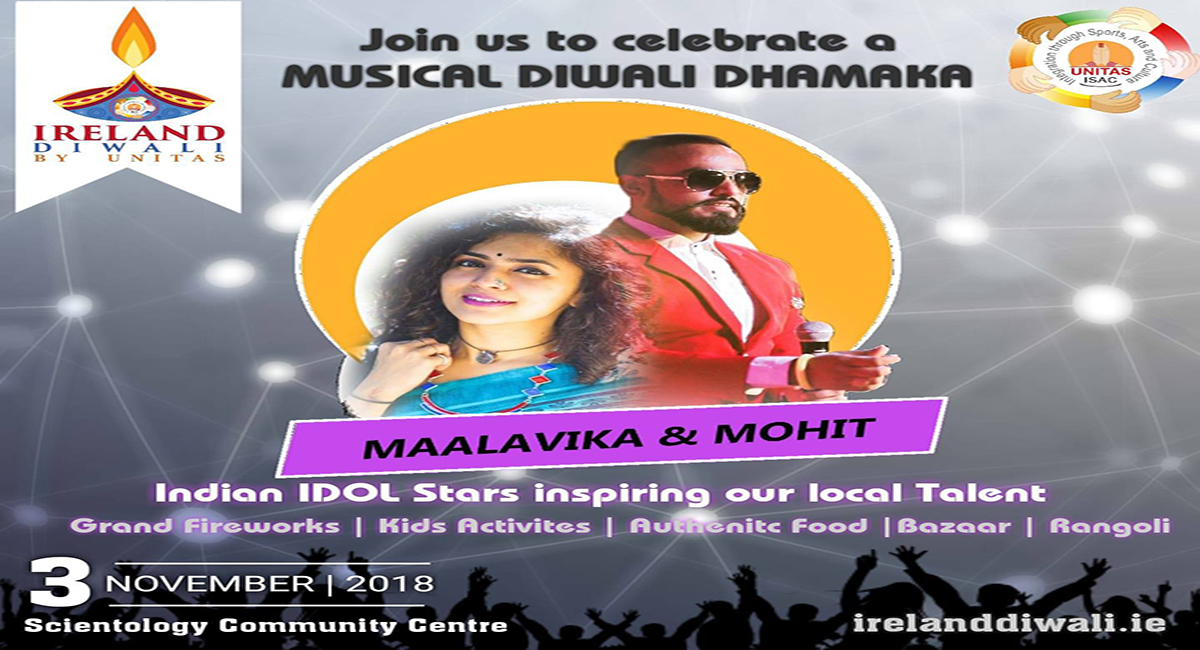 Join us to celebrate a
MUSICAL DIWALI DHAMAKA
IRELAND
DIWALI
BY UNITAS
Integration through Sports, Arts and Culture
UNITAS
ISAC
MAALAVIKA & MOHIT
Indian IDOL Stars inspiring our local Talent
Grand Fireworks | Kids Activites | Authenitc Food |Bazaar | Rangoli
3 NOVEMBER | 2018
Scientology Community Centre
irelanddiwali.ie